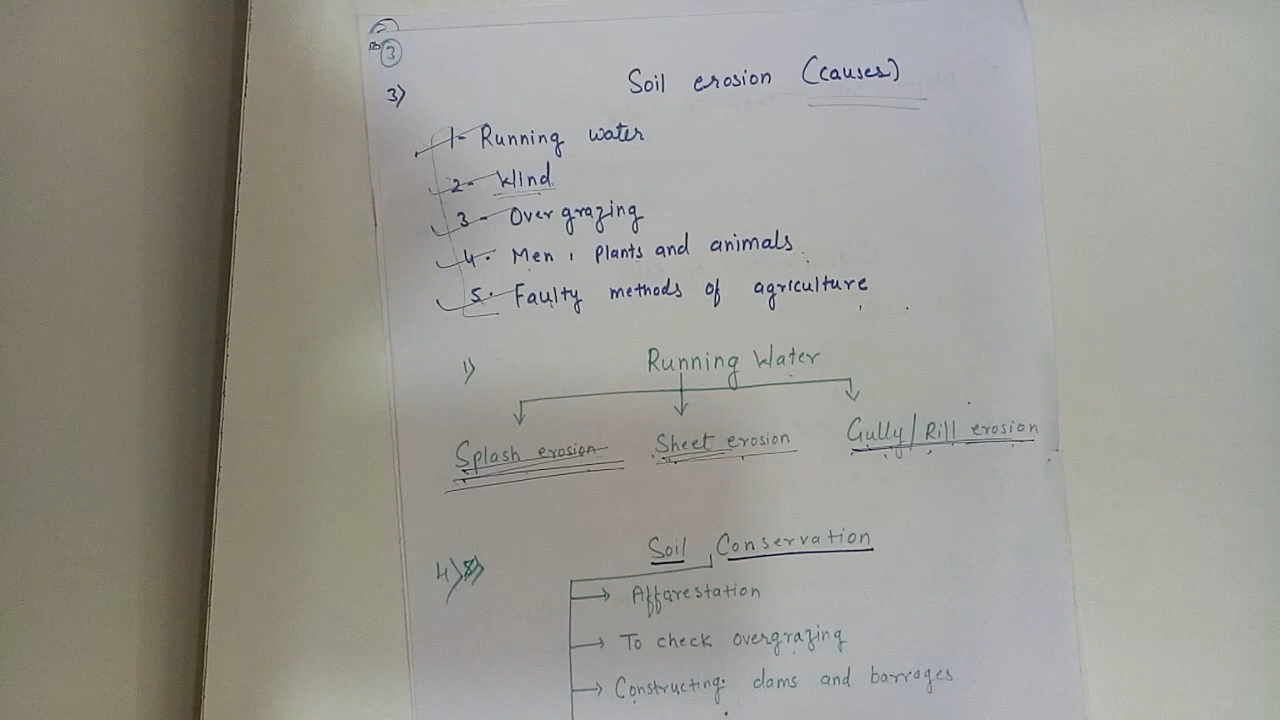 3
3) Soil erosion (causes)
1- Running water
2- Wind
3- Overgrazing
4. Men, plants and animals
5. Faulty methods of agriculture
1) Running Water
Splash erosion Sheet erosion Gully/Rill erosion
4) Soil Conservation
Afforestation
To check overgrazing
Constructing dams and barrages